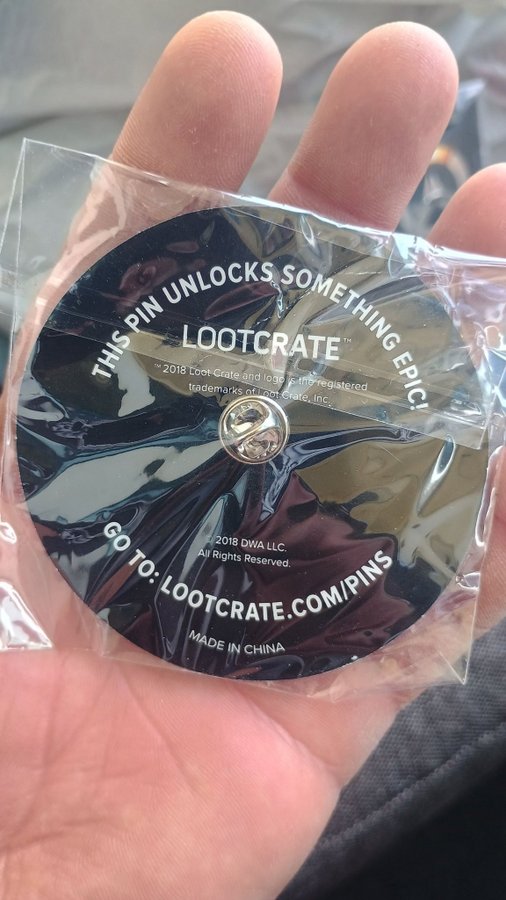 THIS PIN UNLOCKS SOMETHING EPIC!
LOOTCRATE™
™ 2018 Loot Crate and logo is the registered
trademarks of Loot Crate, Inc.
© 2018 DWA LLC.
All Rights Reserved.
GO TO: LOOTCRATE.COM/PINS
MADE IN CHINA